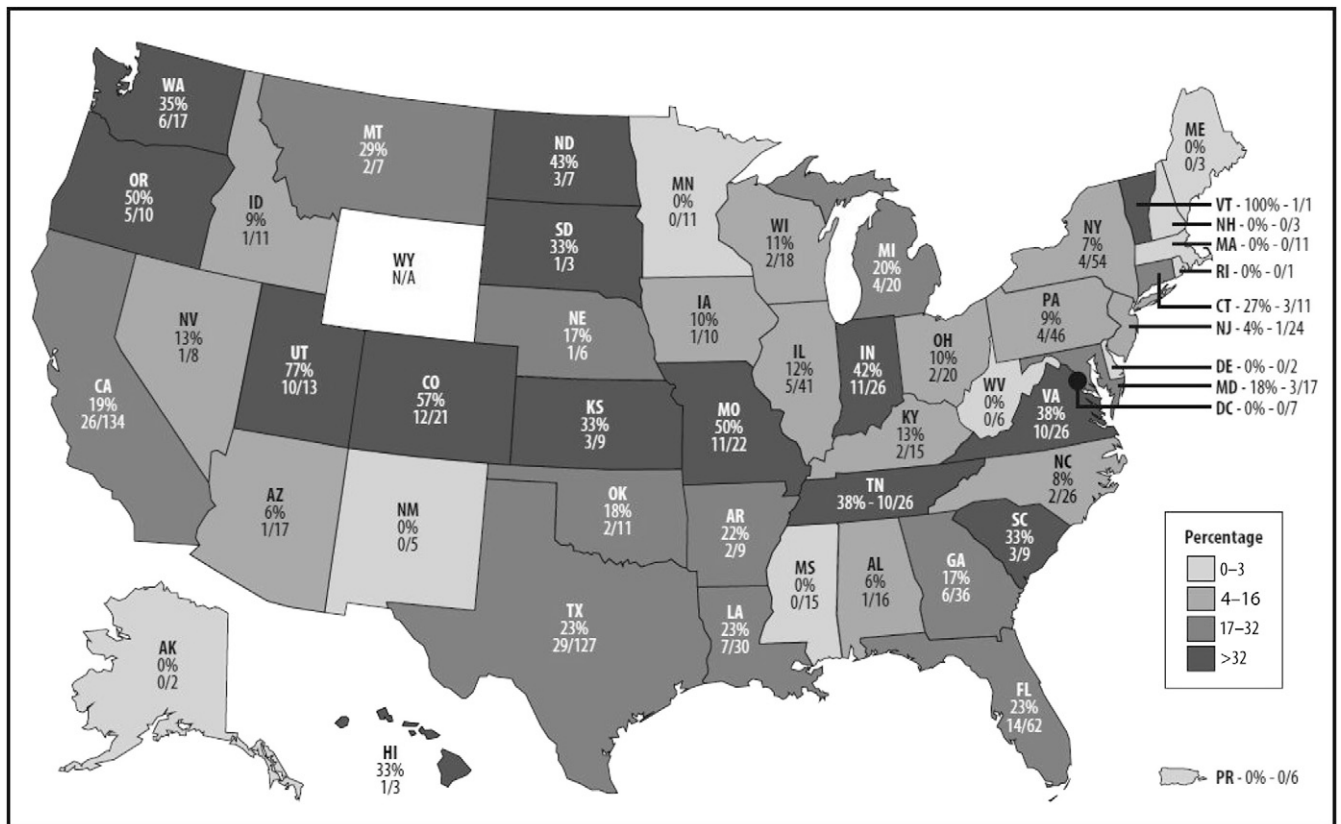 WA
35%
6/17
OR
50%
5/10
ID
9%
1/11
MT
29%
2/7
ND
43%
3/7
SD
33%
1/3
MN
0%
0/11
WY
N/A
WI
11%
2/18
MI
20%
4/20
NY
7%
4/54
ME
0%
0/3
VT - 100% - 1/1
NH - 0% - 0/3
MA - 0% - 0/11
RI - 0% - 0/1
CT - 27% - 3/11
NJ - 4% - 1/24
DE - 0% - 0/2
MD - 18% - 3/17
DC - 0% - 0/7
CA
19%
26/134
NV
13%
1/8
UT
77%
10/13
CO
57%
12/21
NE
17%
1/6
KS
33%
3/9
IA
10%
1/10
MO
50%
11/22
IL
12%
5/41
IN
42%
11/26
OH
10%
2/20
PA
9%
4/46
WV
0%
0/6
VA
38%
10/26
KY
13%
2/15
TN
38% - 10/26
NC
8%
2/26
SC
33%
3/9
AZ
6%
1/17
NM
0%
0/5
OK
18%
2/11
AR
22%
2/9
TX
23%
29/127
LA
23%
7/30
MS
0%
0/15
AL
6%
1/16
GA
17%
6/36
FL
23%
14/62
AK
0%
0/2
HI
33%
1/3
PR - 0% - 0/6
Percentage
0–3
4–16
17–32
>32